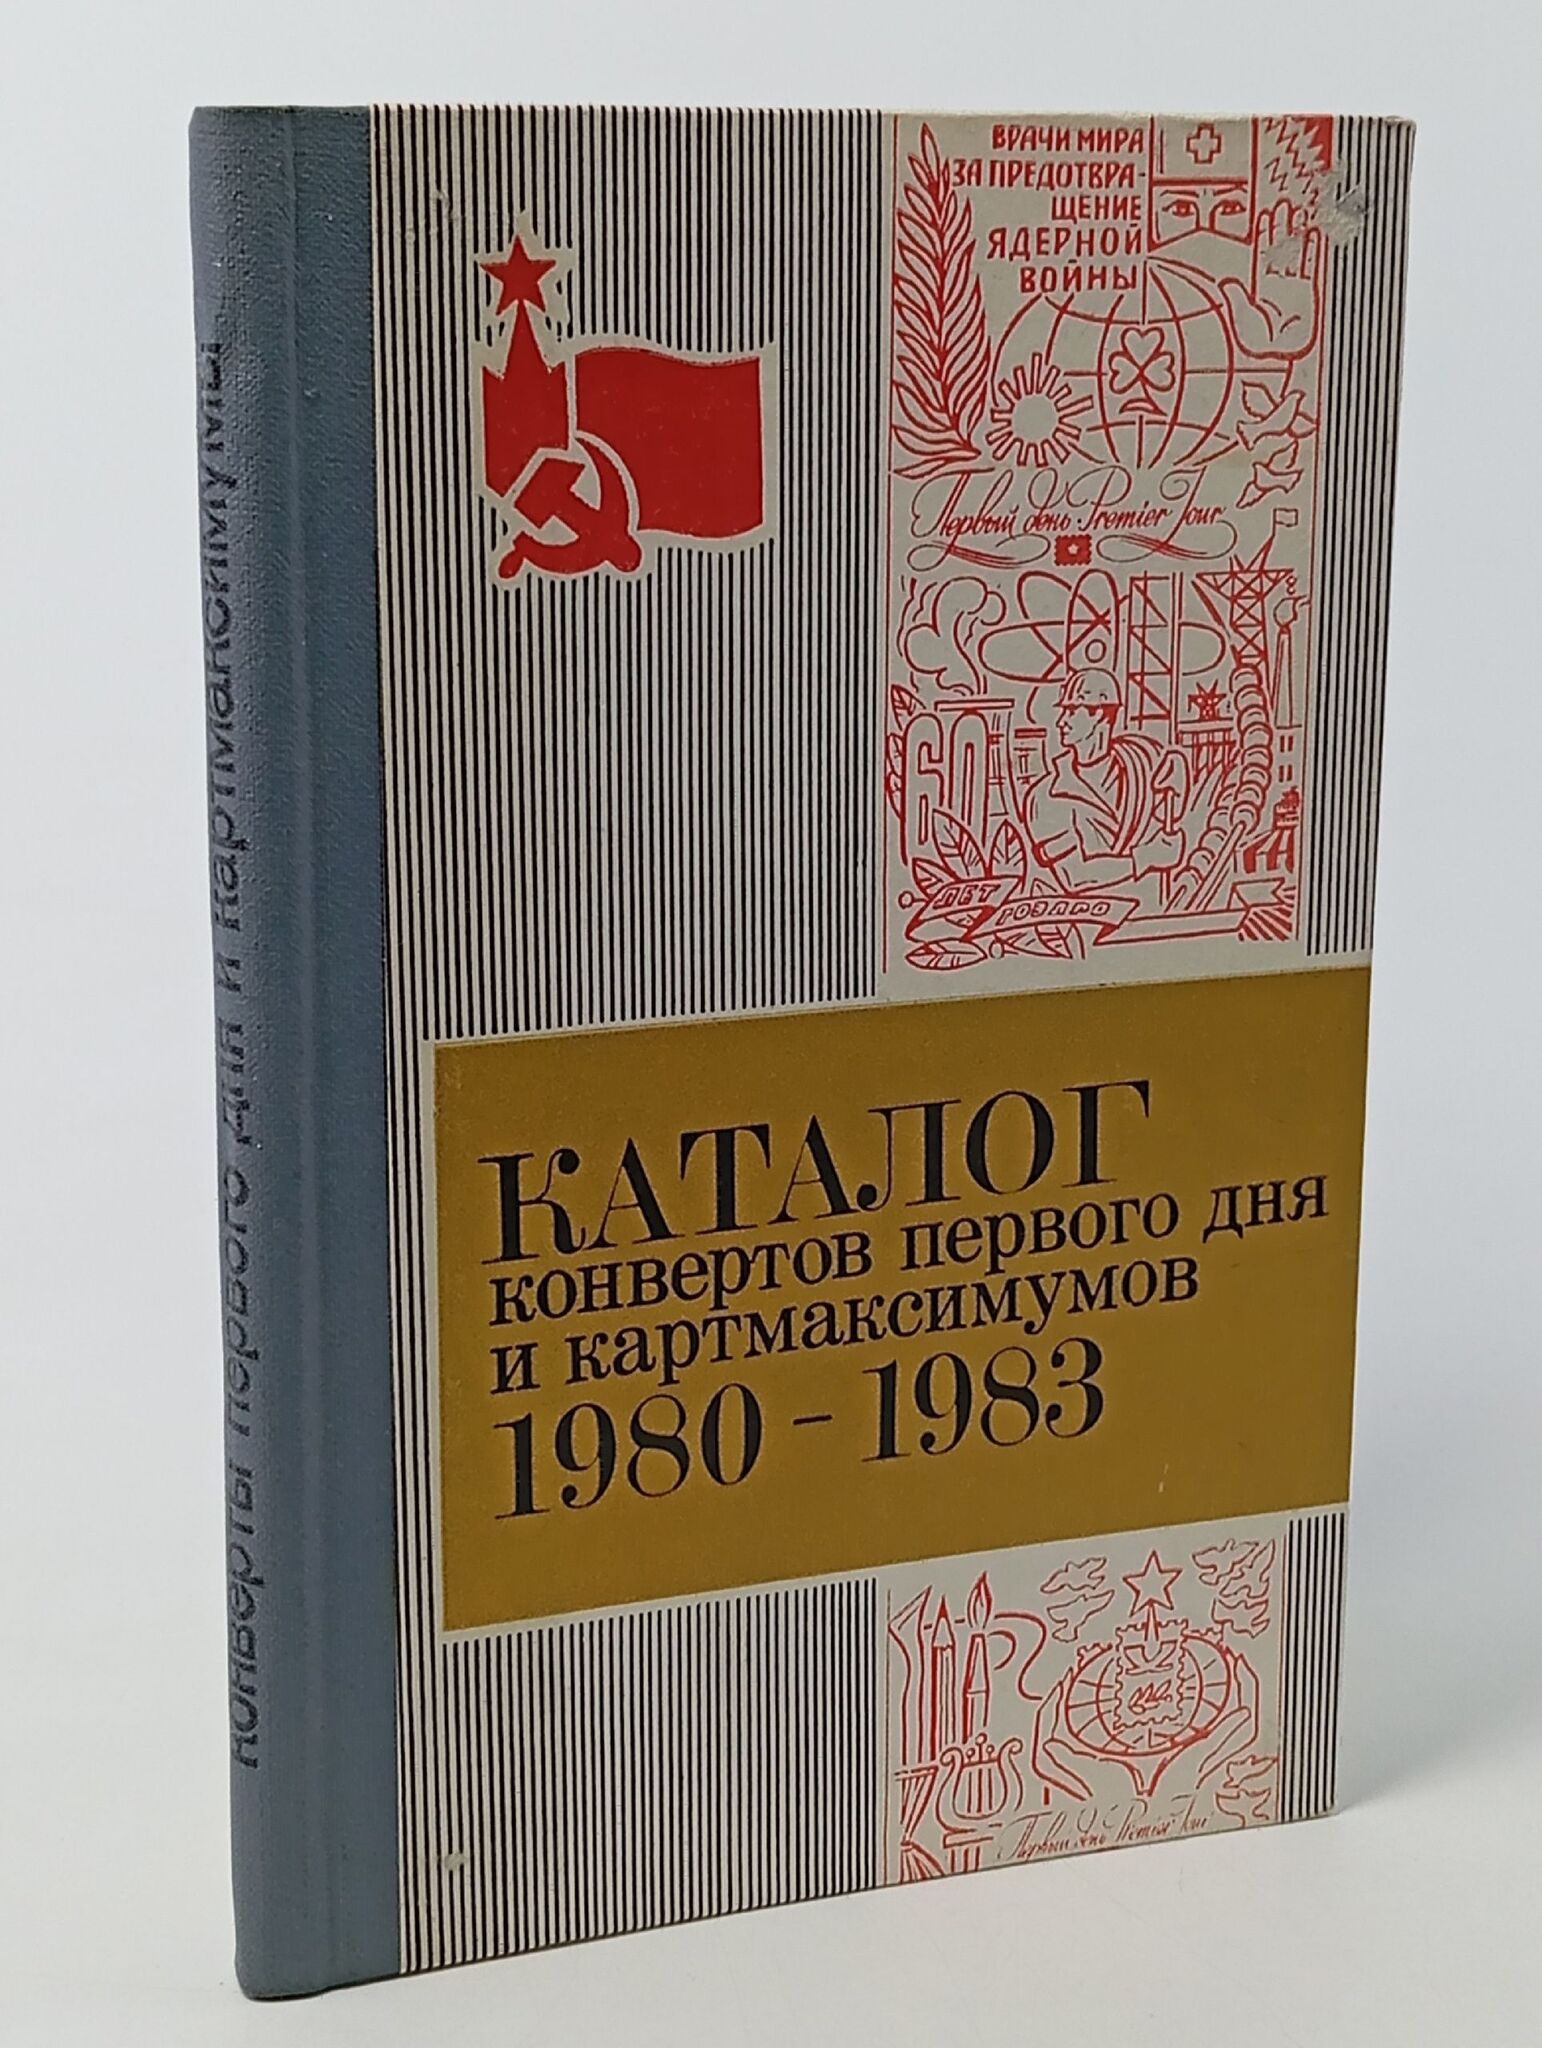 Конверты первого дня и картмаксимумы
ВРАЧИ МИРА
ЗА ПРЕДОТВРА-
ЩЕНИЕ
ЯДЕРНОЙ
ВОЙНЫ
Первый день Premier Jour
60
ЛЕТ
ГОЭЛРО
КАТАЛОГ
конвертов первого дня
и картмаксимумов
1980-1983
Первый день Premier Jour